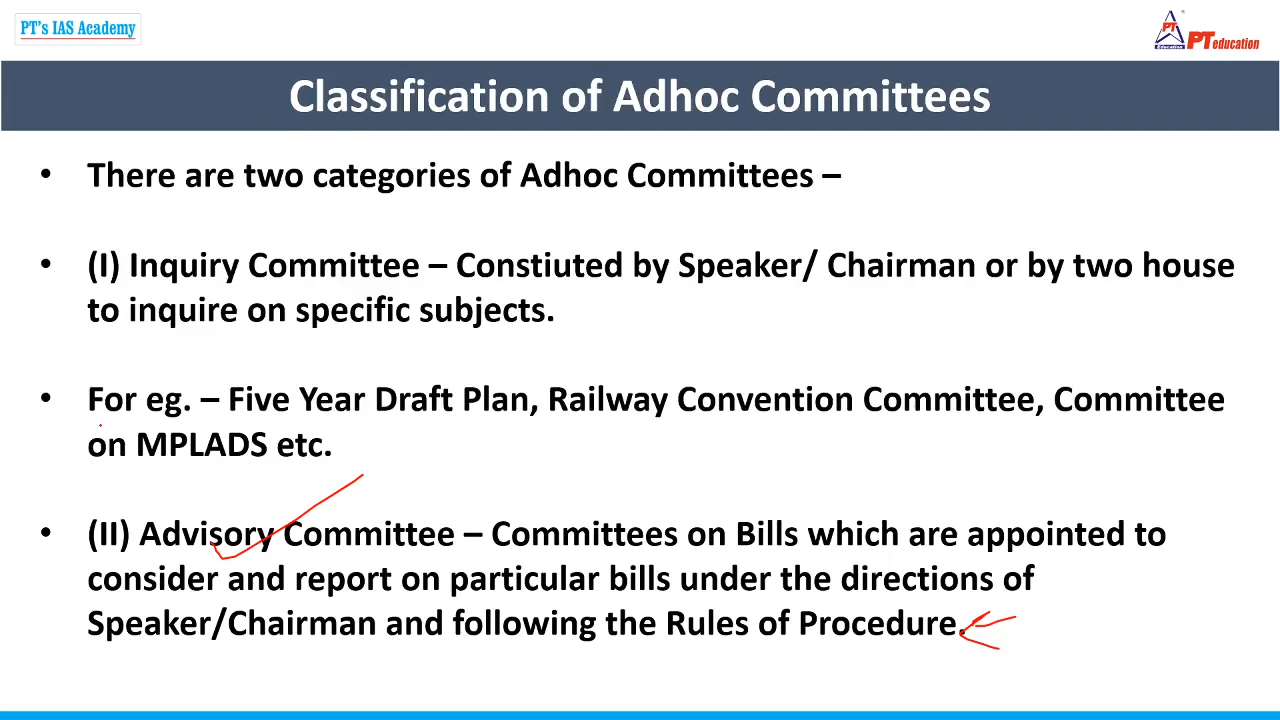 PT's IAS Academy
PT
Education
PT education
Classification of Adhoc Committees
• There are two categories of Adhoc Committees –
• (I) Inquiry Committee – Constiuted by Speaker/ Chairman or by two house
to inquire on specific subjects.
• For eg. – Five Year Draft Plan, Railway Convention Committee, Committee
on MPLADS etc.
• (II) Advisory Committee – Committees on Bills which are appointed to
consider and report on particular bills under the directions of
Speaker/Chairman and following the Rules of Procedure.